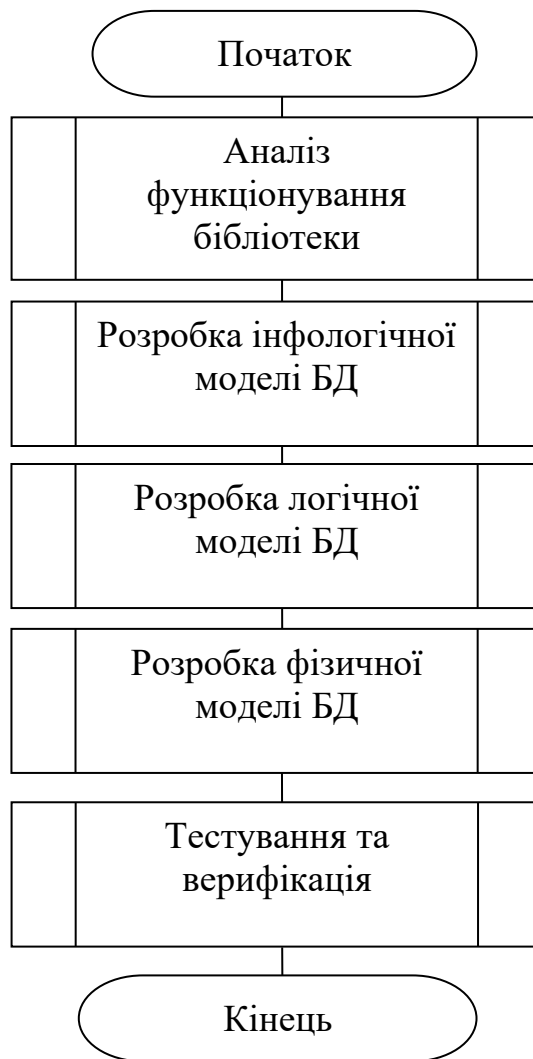 Початок
Аналіз
функціонування
бібліотеки
Розробка інфологічної
моделі БД
Розробка логічної
моделі БД
Розробка фізичної
моделі БД
Тестування та
верифікація
Кінець